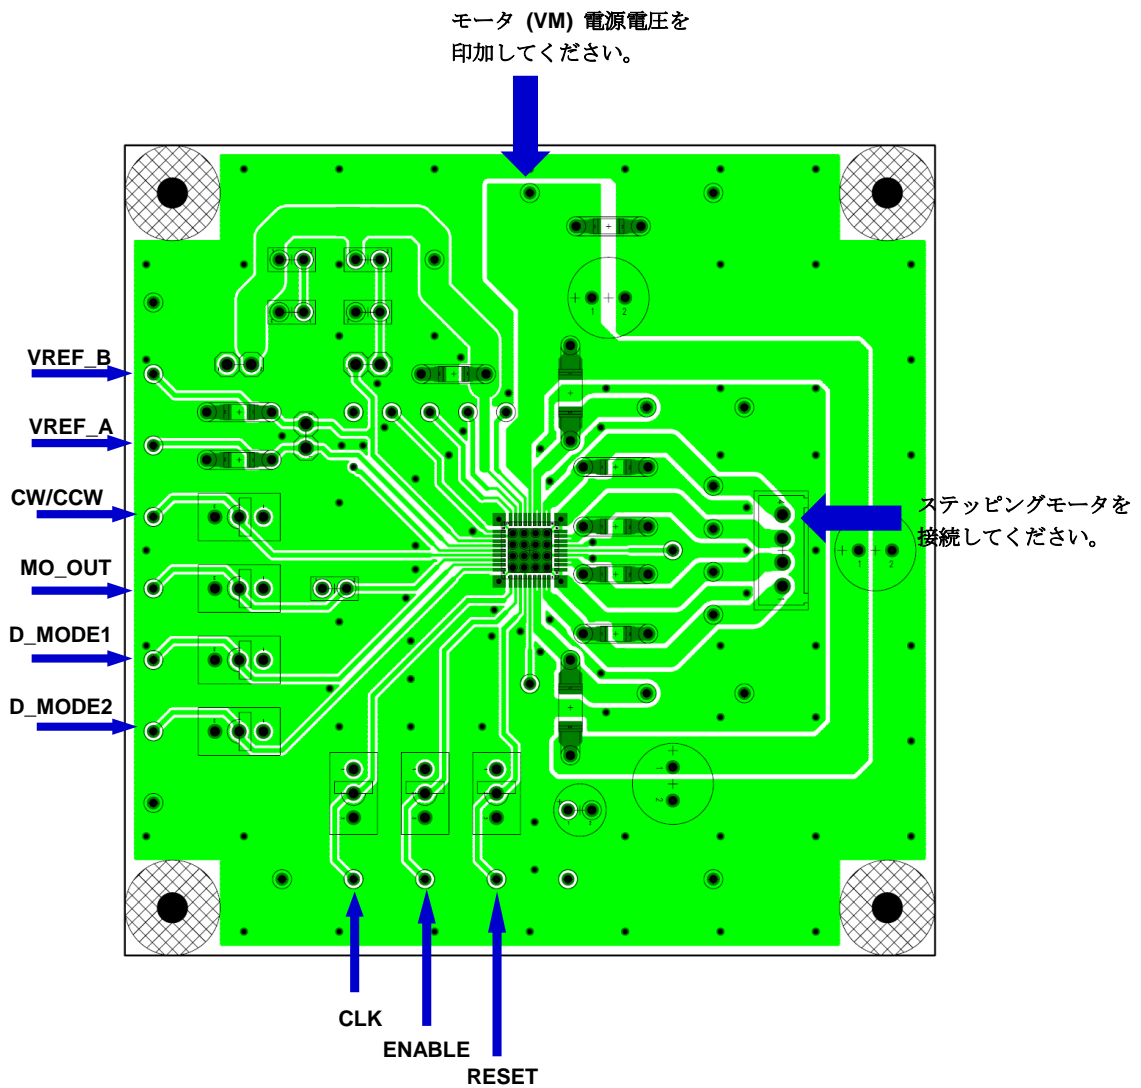 モータ (VM) 電源電圧を
印加してください。
VREF_B
VREF_A
CW/CCW
MO_OUT
D_MODE1
D_MODE2
ステッピングモータを
接続してください。
CLK
ENABLE
RESET